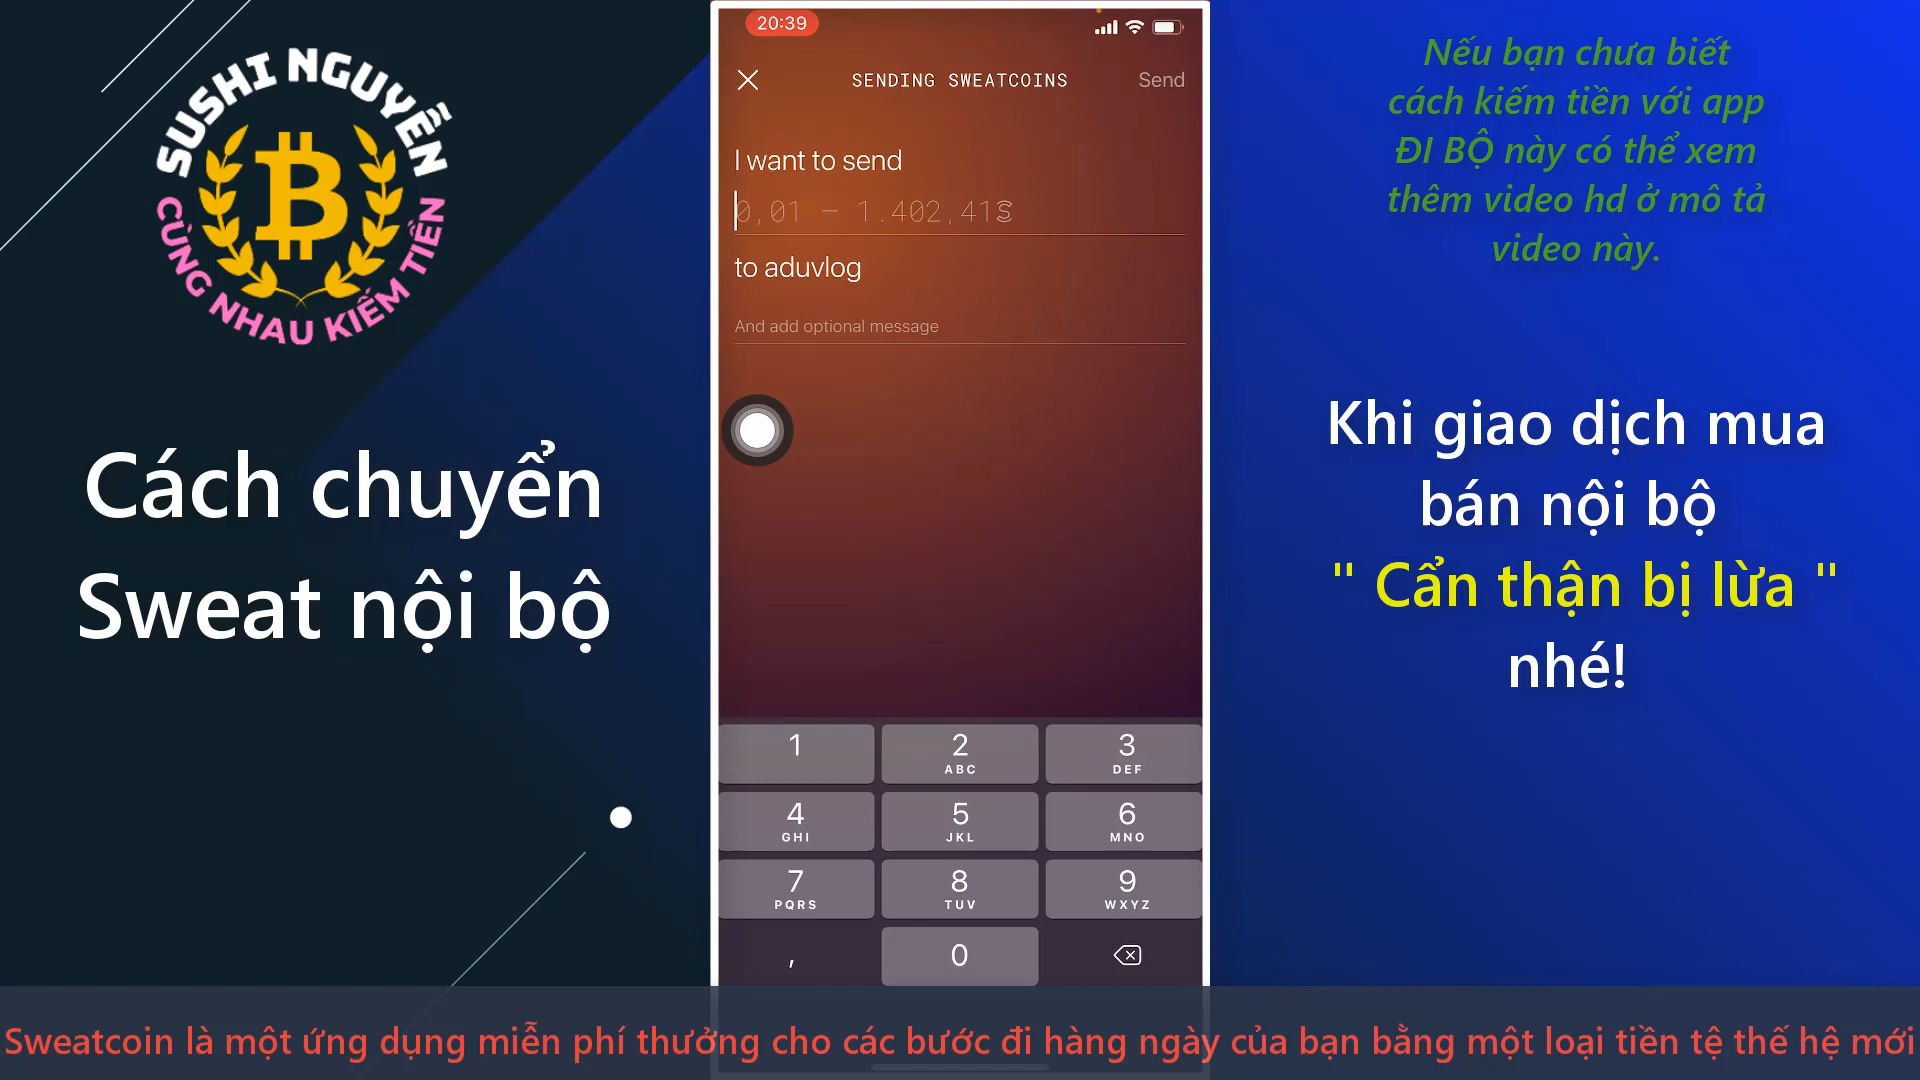 SUSHI NGUYỄN
CÙNG NHAU KIẾM TIỀN
Cách chuyển
Sweat nội bộ
20:39
SENDING SWEATCOINS
Send
I want to send
0,01 – 1.402,41S
to aduvlog
And add optional message
1
2
ABC
3
DEF
4
GHI
5
JKL
6
MNO
7
PQRS
8
TUV
9
WXYZ
,
0
Nếu bạn chưa biết
cách kiếm tiền với app
ĐI BỘ này có thể xem
thêm video hd ở mô tả
video này.
Khi giao dịch mua
bán nội bộ
" Cẩn thận bị lừa "
nhé!
Sweatcoin là một ứng dụng miễn phí thưởng cho các bước đi hàng ngày của bạn bằng một loại tiền tệ thế hệ mới